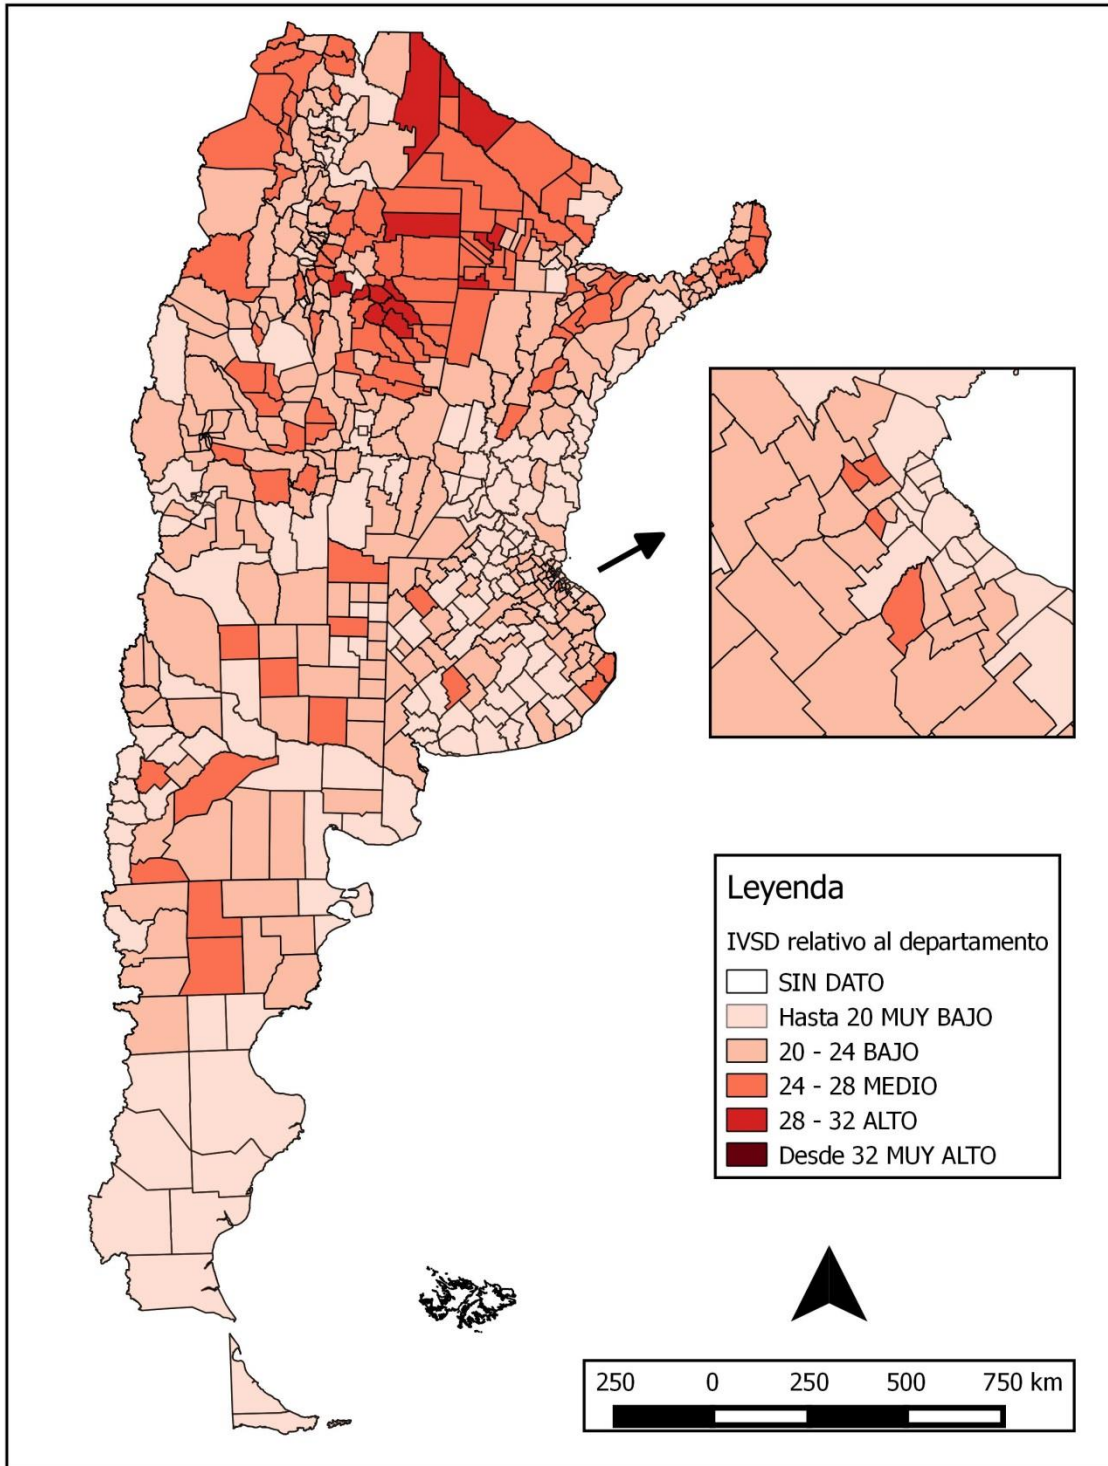 Leyenda
IVSD relativo al departamento
SIN DATO
Hasta 20 MUY BAJO
20 - 24 BAJO
24 - 28 MEDIO
28 - 32 ALTO
Desde 32 MUY ALTO
250 0 250 500 750 km